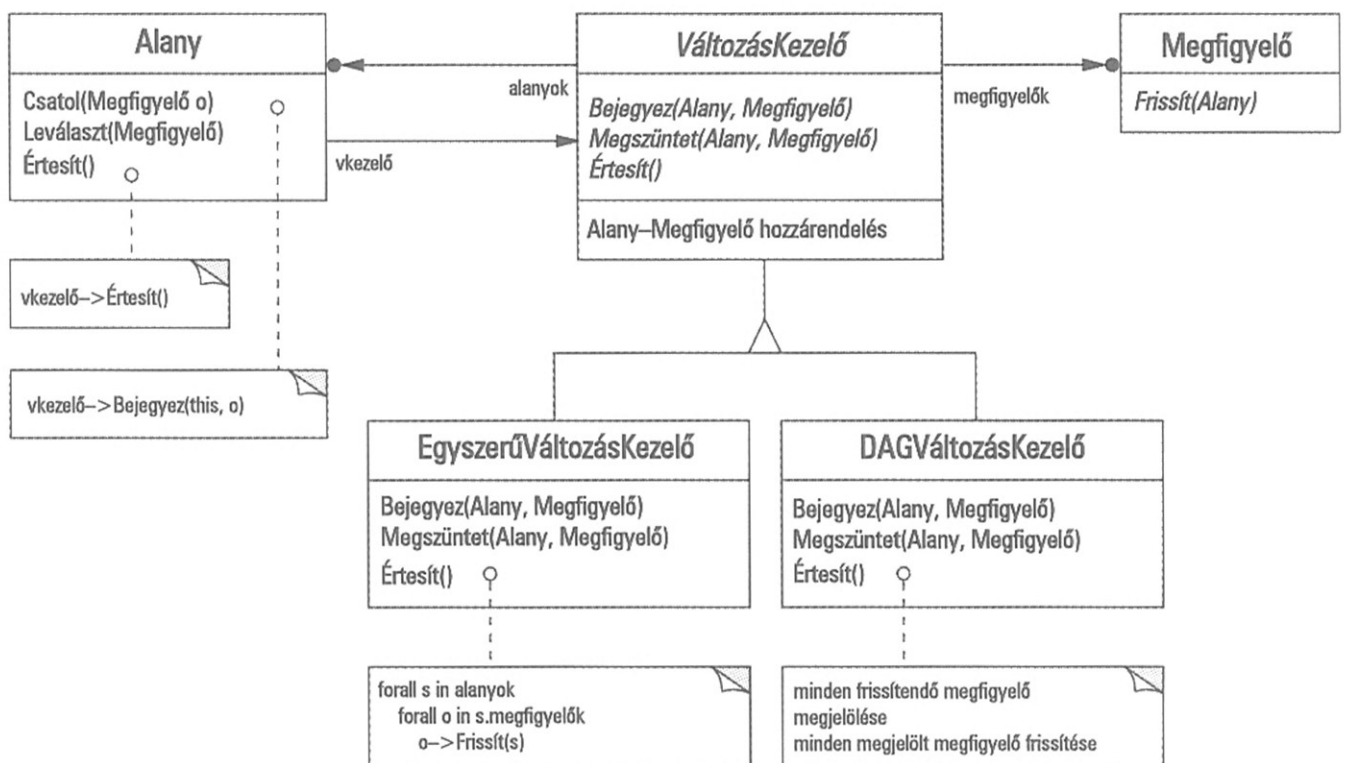 Alany
Csatol(Megfigyelő o)
Leválaszt(Megfigyelő)
Értesít()
alanyok
vkezelő
VáltozásKezelő
Bejegyez(Alany, Megfigyelő)
Megszüntet(Alany, Megfigyelő)
Értesít()
Alany–Megfigyelő hozzárendelés
megfigyelők
Megfigyelő
Frissít(Alany)
vkezelő–>Értesít()
vkezelő–>Bejegyez(this, o)
EgyszerűVáltozásKezelő
Bejegyez(Alany, Megfigyelő)
Megszüntet(Alany, Megfigyelő)
Értesít()
DAGVáltozásKezelő
Bejegyez(Alany, Megfigyelő)
Megszüntet(Alany, Megfigyelő)
Értesít()
forall s in alanyok
forall o in s.megfigyelők
o–>Frissít(s)
minden frissítendő megfigyelő
megjelölése
minden megjelölt megfigyelő frissítése